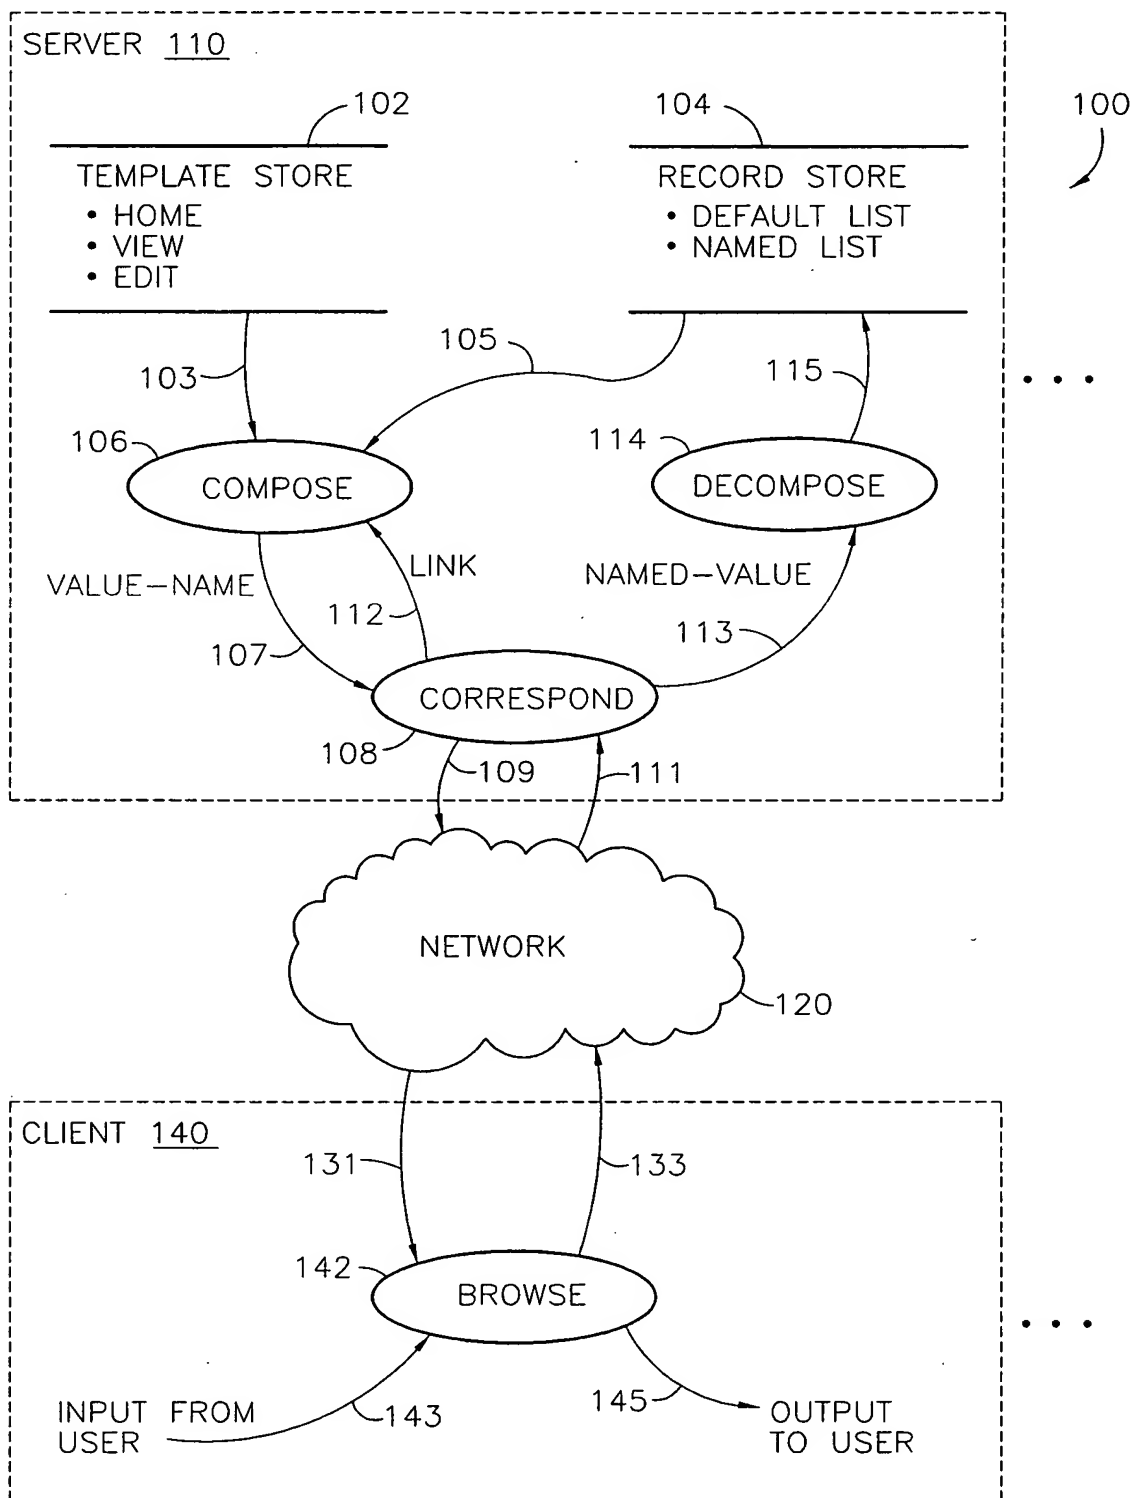 SERVER 110
102
104
100
TEMPLATE STORE
• HOME
• VIEW
• EDIT
RECORD STORE
• DEFAULT LIST
• NAMED LIST
103
105
115
106
COMPOSE
114
DECOMPOSE
VALUE-NAME
LINK
NAMED-VALUE
112
107
113
CORRESPOND
108
109
111
NETWORK
120
CLIENT 140
131
133
142
BROWSE
INPUT FROM
USER
143
145
OUTPUT
TO USER